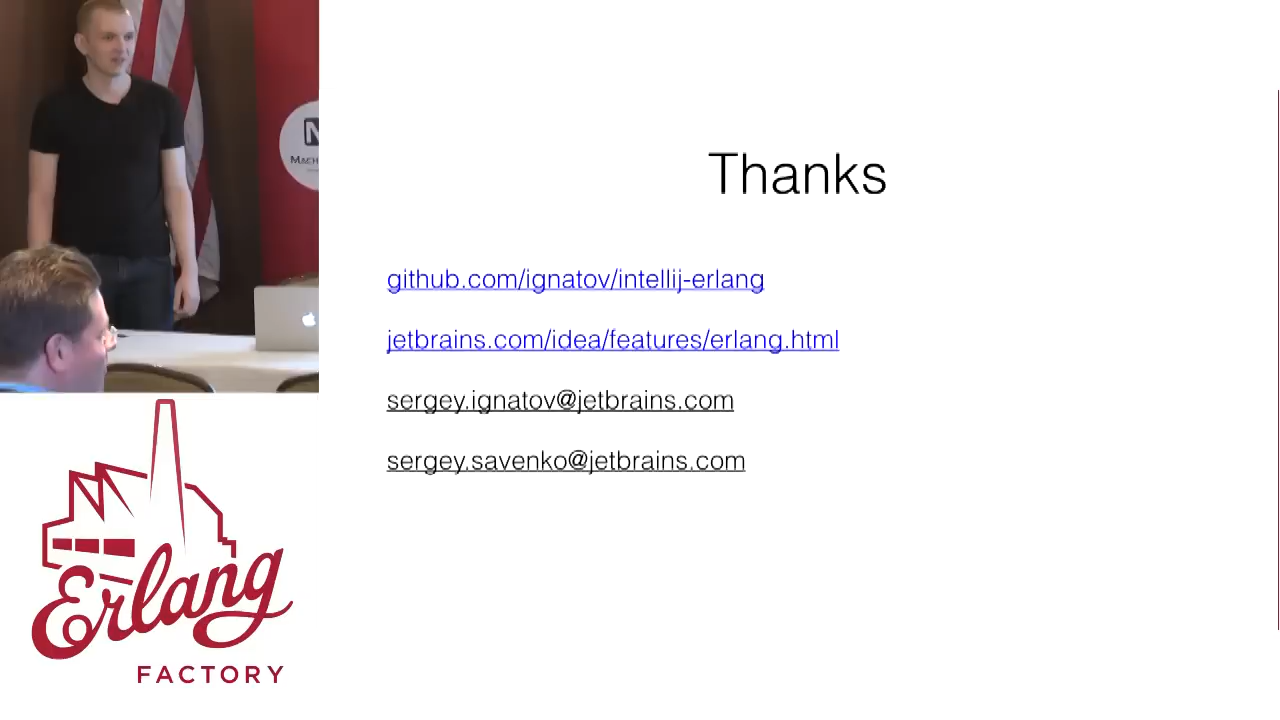 Thanks
github.com/ignatov/intellij-erlang
jetbrains.com/idea/features/erlang.html
sergey.ignatov@jetbrains.com
sergey.savenko@jetbrains.com
Erlang
FACTORY